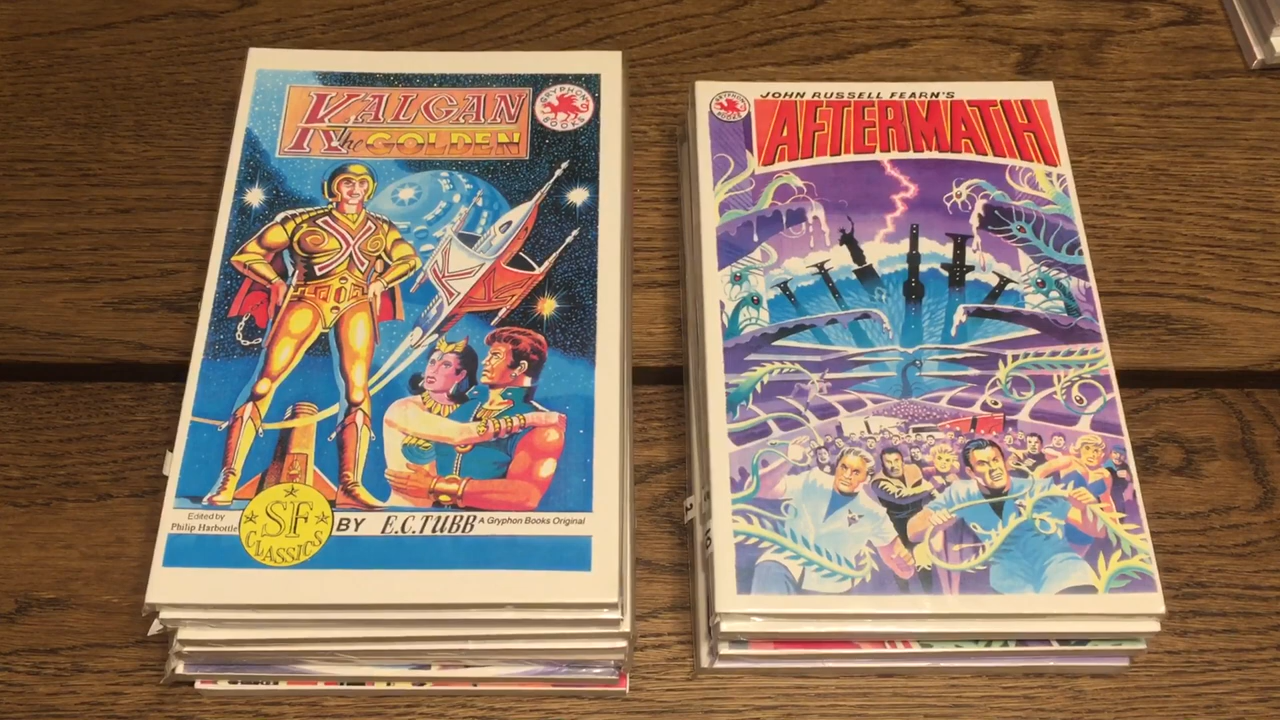 KALGAN
the GOLDEN
GRYPHON
BOOKS
K
Edited by
Philip Harbottle
SF
CLASSICS
BY E.C.TUBB A Gryphon Books Original
GRYPHON
BOOKS
JOHN RUSSELL FEARN'S
AFTERMATH